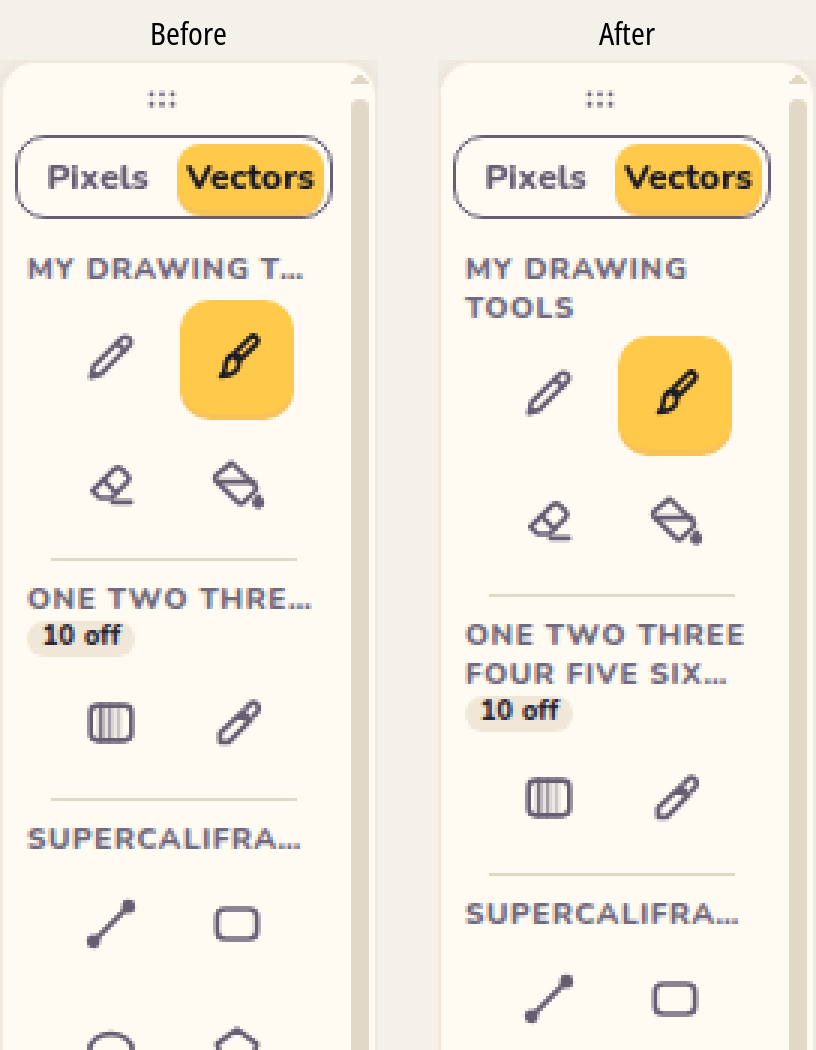 Before
Pixels Vectors
MY DRAWING T...
ONE TWO THRE...
10 off
SUPERCALIFRA...
After
Pixels Vectors
MY DRAWING
TOOLS
ONE TWO THREE
FOUR FIVE SIX...
10 off
SUPERCALIFRA...